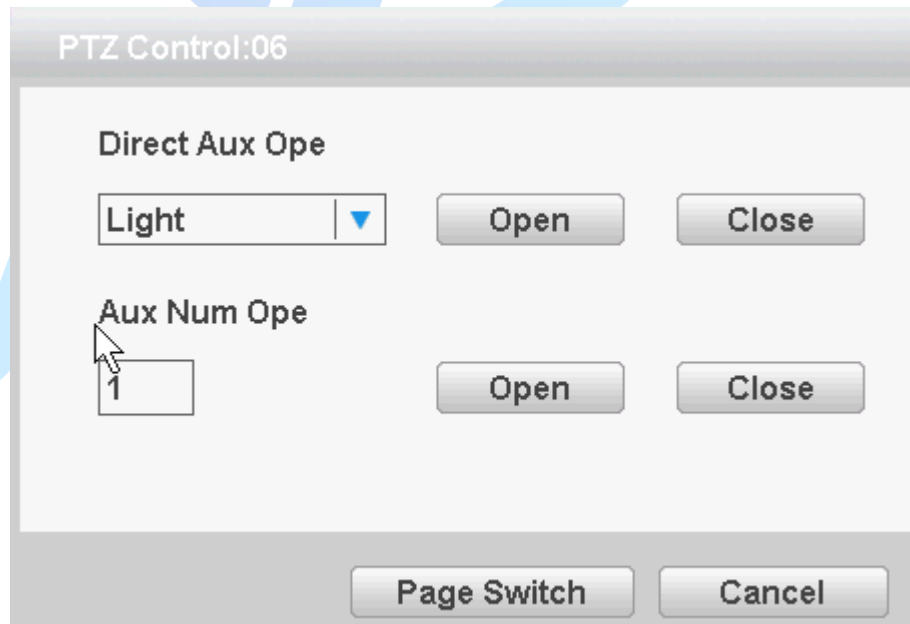 PTZ Control:06
Direct Aux Ope
Light Open Close
Aux Num Ope
1 Open Close
Page Switch Cancel